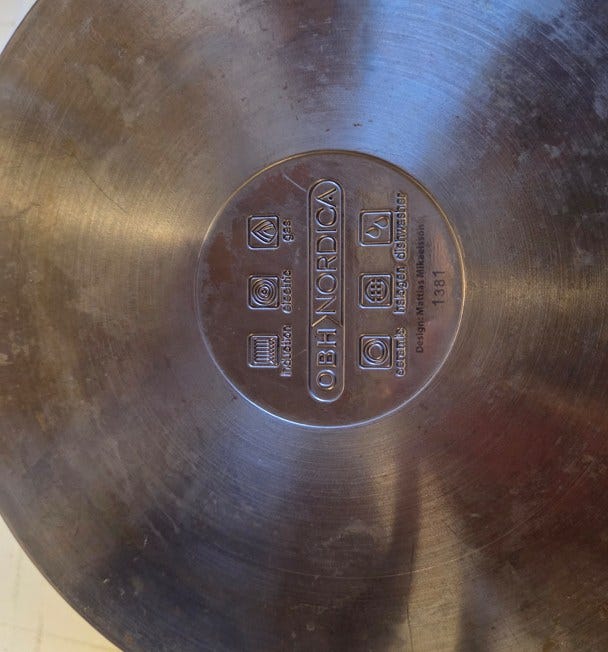 induction electric gas
OBH NORDICA
ceramic halogen dishwasher
Design: Mattias Mikaelsson
1381